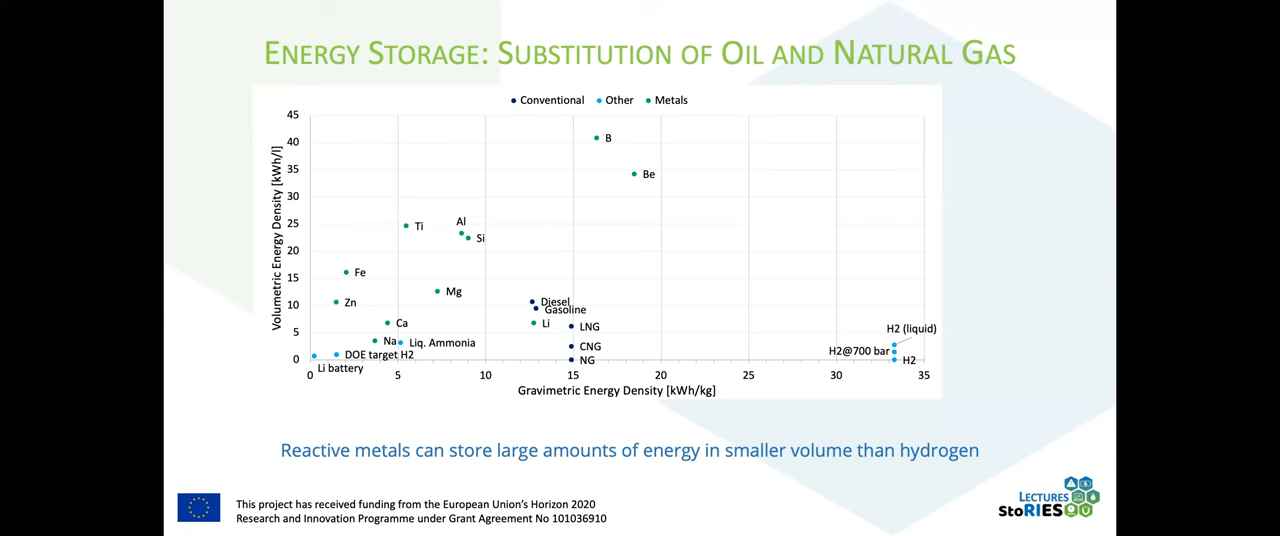 ENERGY STORAGE: SUBSTITUTION OF OIL AND NATURAL GAS
Conventional Other Metals
Volumetric Energy Density [kWh/l]
45
40
35
30
25
20
15
10
5
0
B
Be
Ti
Al
Si
Fe
Zn
Mg
Diesel
Gasoline
Ca
Li
LNG
Na
Liq. Ammonia
CNG
DOE target H2
NG
Li battery
H2 (liquid)
H2@700 bar
H2
0 5 10 15 20 25 30 35
Gravimetric Energy Density [kWh/kg]
Reactive metals can store large amounts of energy in smaller volume than hydrogen
This project has received funding from the European Union's Horizon 2020
Research and Innovation Programme under Grant Agreement No 101036910
LECTURES
StoRIES